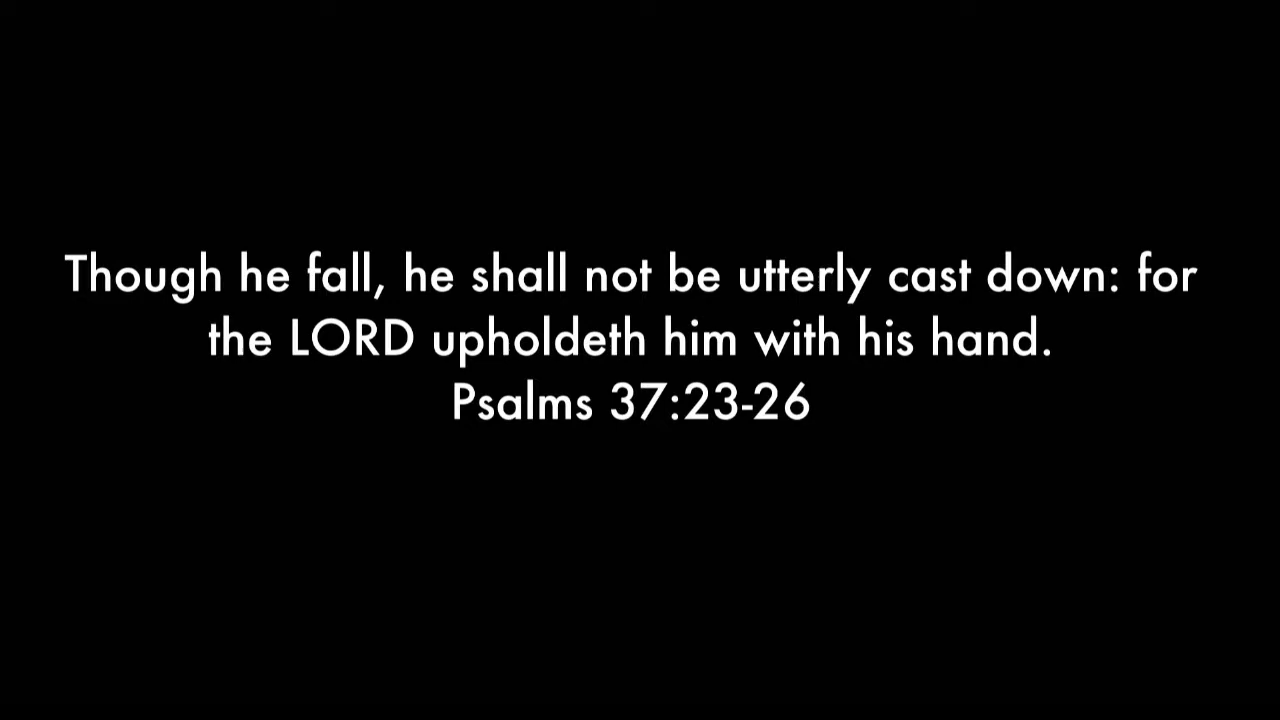 Though he fall, he shall not be utterly cast down: for
the LORD upholdeth him with his hand.
Psalms 37:23-26